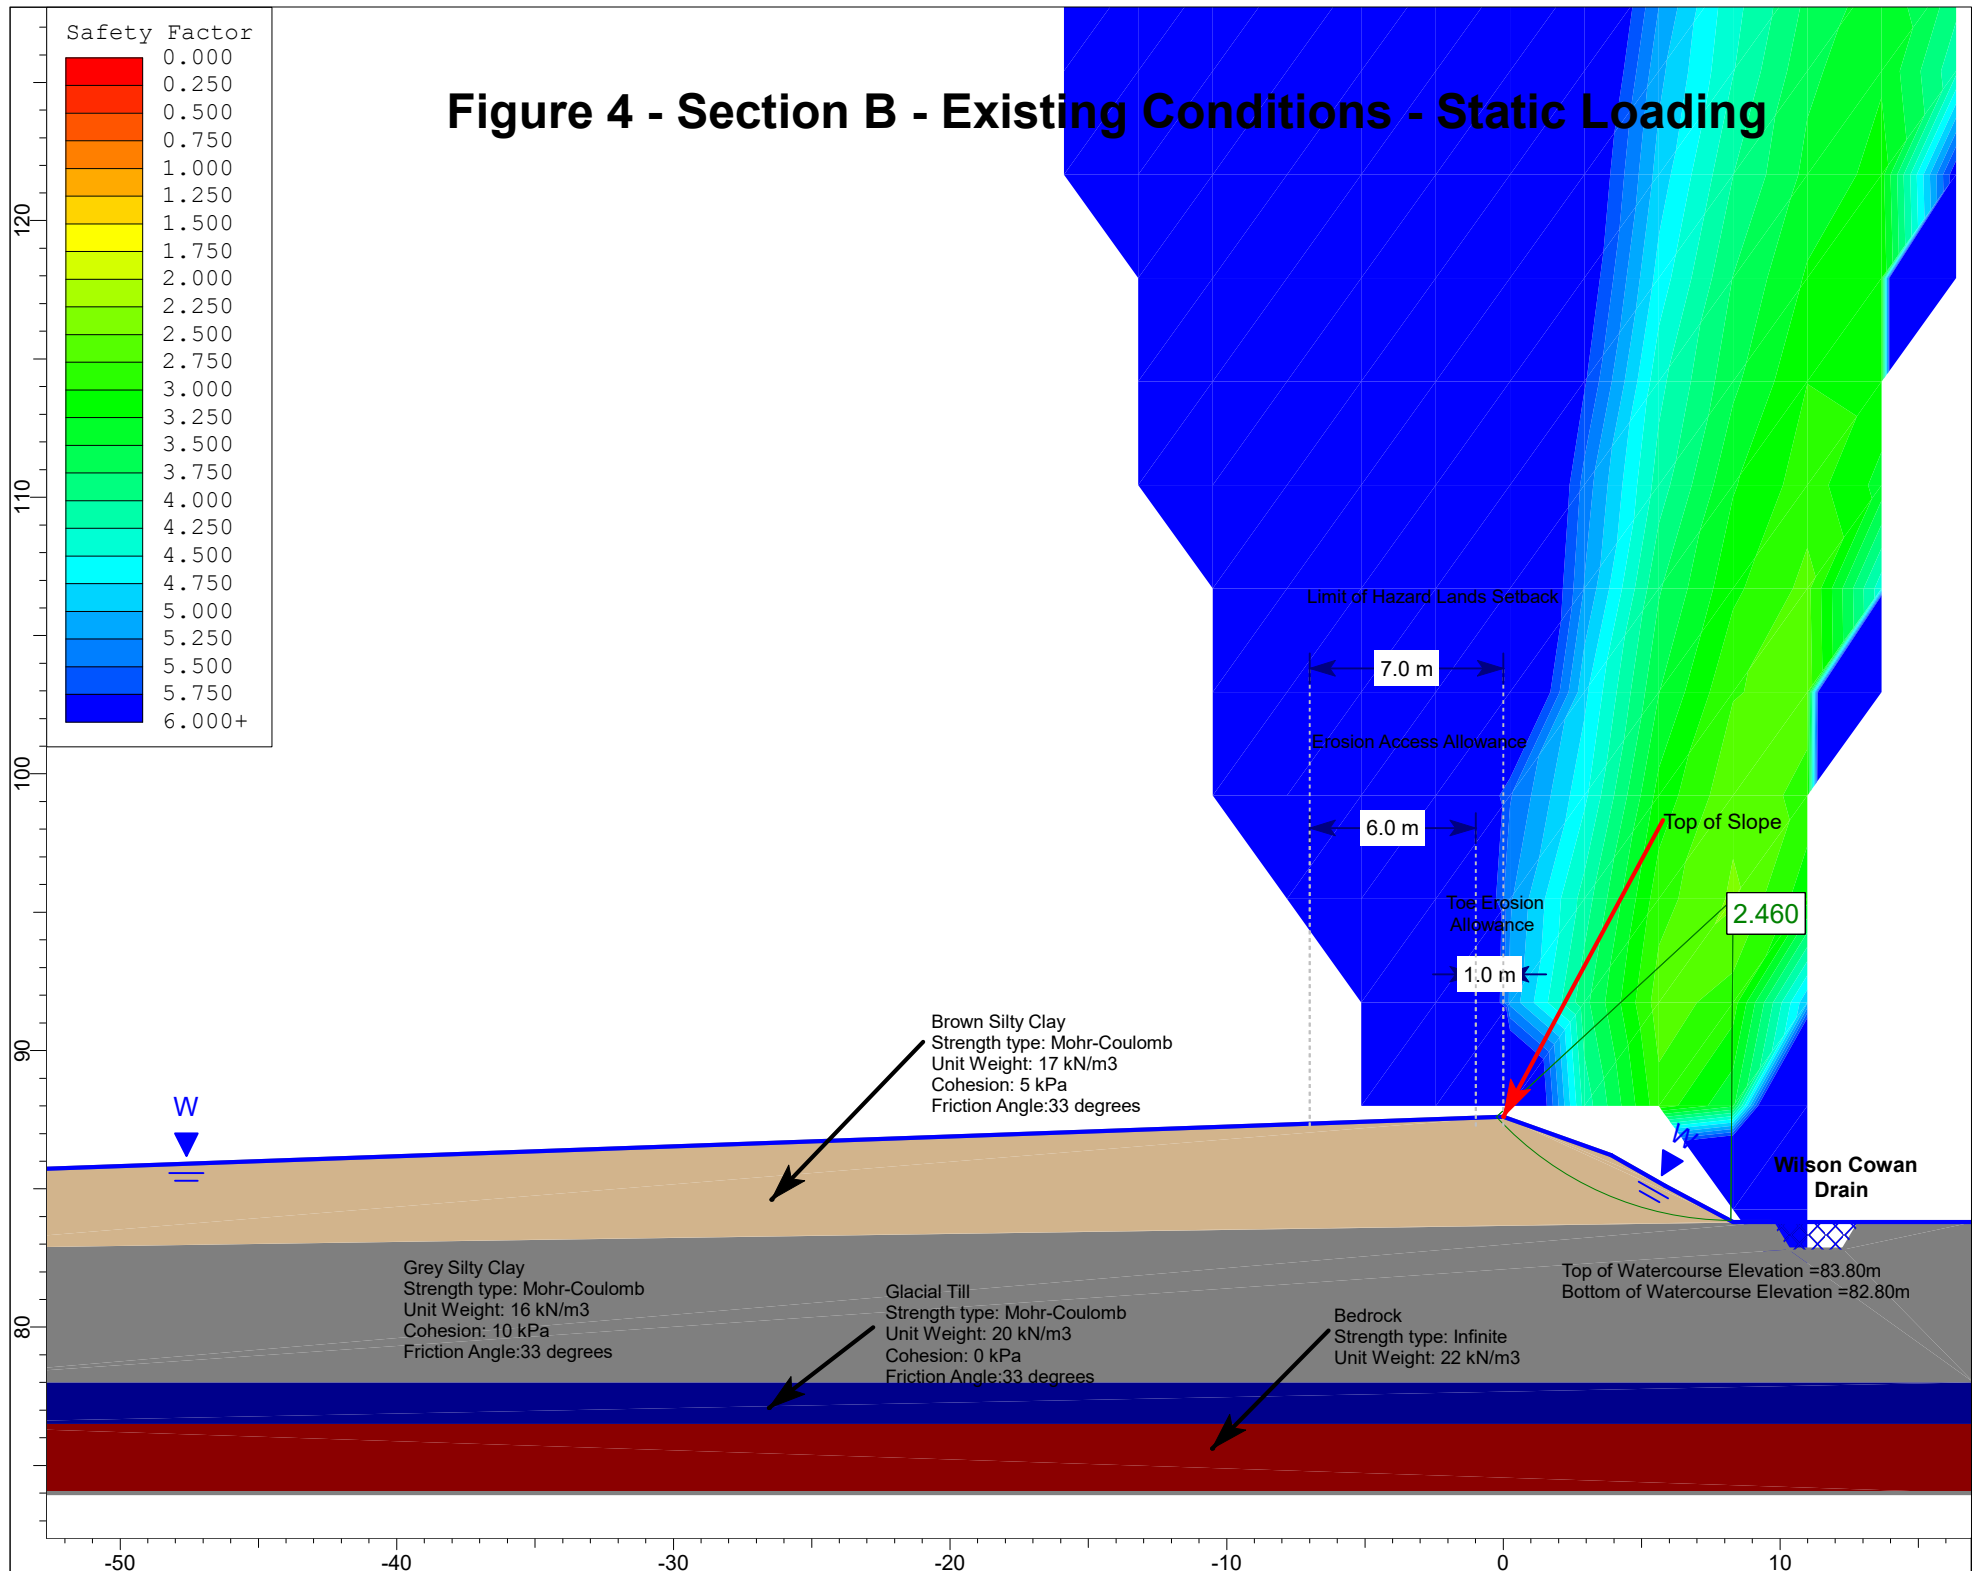 Safety Factor
0.000
0.250
0.500
0.750
1.000
1.250
1.500
1.750
2.000
2.250
2.500
2.750
3.000
3.250
3.500
3.750
4.000
4.250
4.500
4.750
5.000
5.250
5.500
5.750
6.000+
Figure 4 - Section B - Existing Conditions - Static Loading
120
110
100
90
80
Limit of Hazard Lands Setback
7.0 m
Erosion Access Allowance
6.0 m
Top of Slope
Toe Erosion
Allowance
2.460
1.0 m
Brown Silty Clay
Strength type: Mohr-Coulomb
Unit Weight: 17 kN/m3
Cohesion: 5 kPa
Friction Angle:33 degrees
W
W
Wilson Cowan
Drain
Grey Silty Clay
Strength type: Mohr-Coulomb
Unit Weight: 16 kN/m3
Cohesion: 10 kPa
Friction Angle:33 degrees
Glacial Till
Strength type: Mohr-Coulomb
Unit Weight: 20 kN/m3
Cohesion: 0 kPa
Friction Angle:33 degrees
Bedrock
Strength type: Infinite
Unit Weight: 22 kN/m3
Top of Watercourse Elevation =83.80m
Bottom of Watercourse Elevation =82.80m
-50
-40
-30
-20
-10
0
10